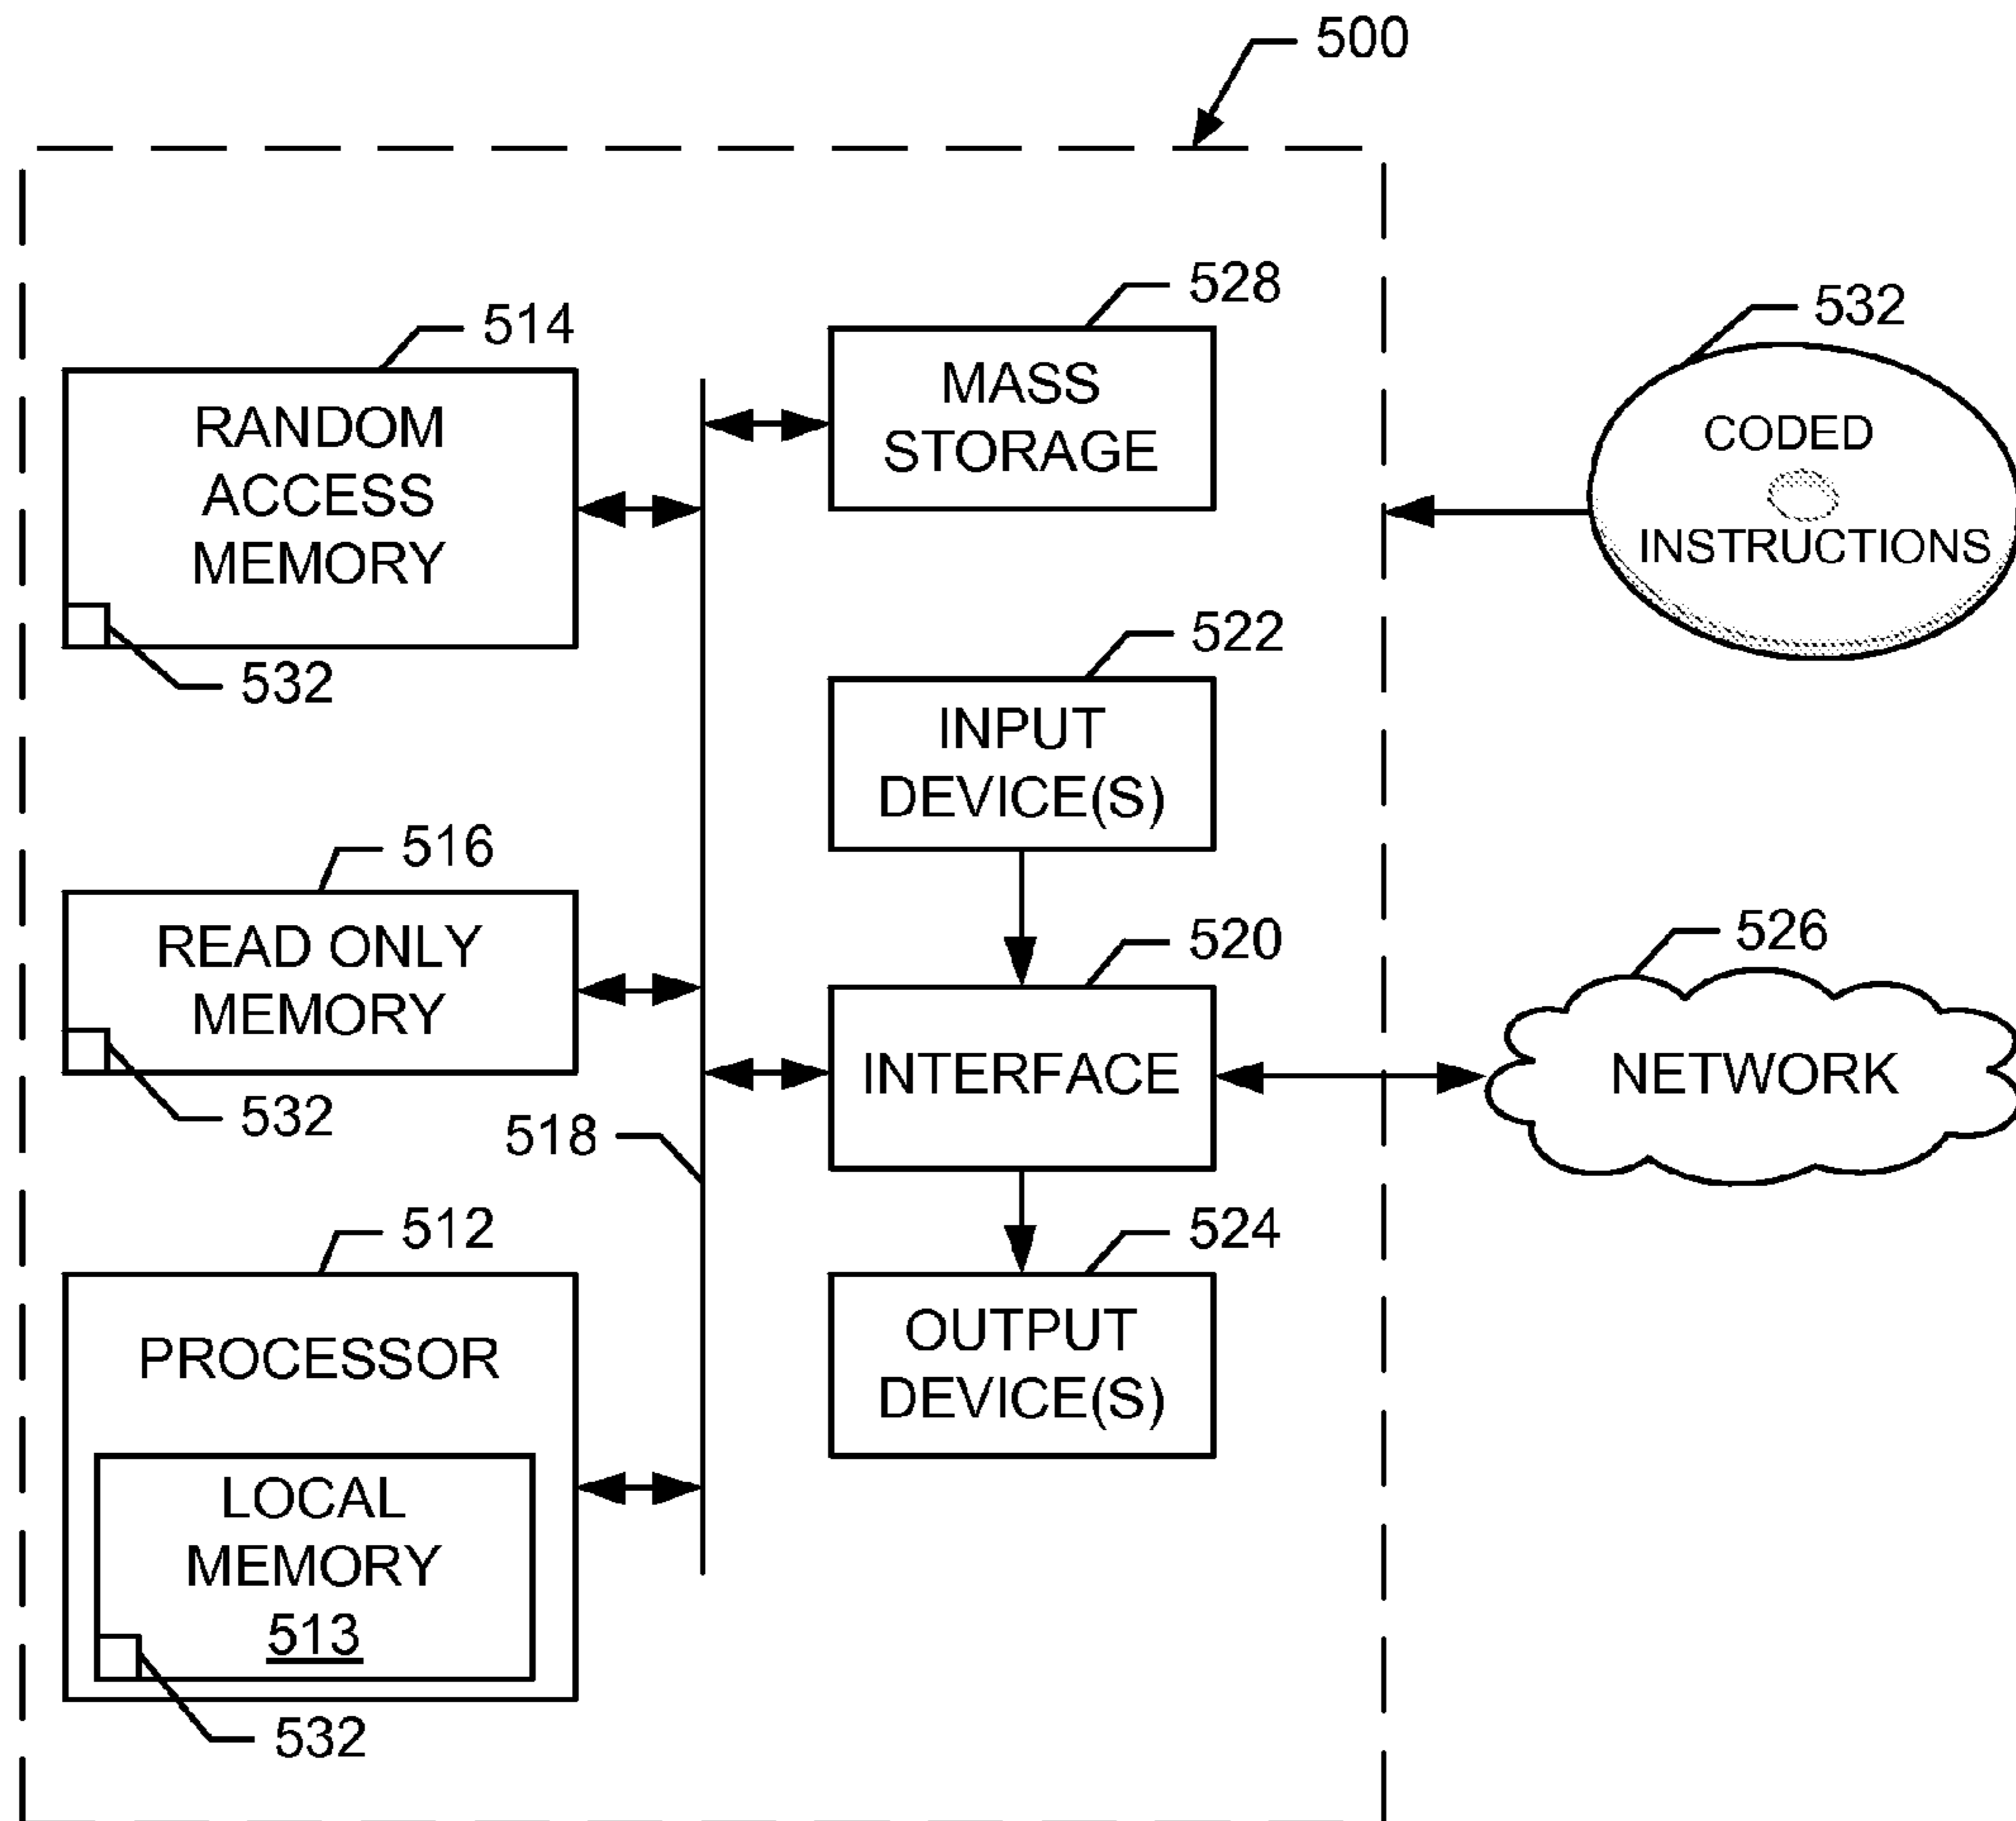 500
528
MASS
STORAGE
514
RANDOM
ACCESS
MEMORY
532
532
CODED
INSTRUCTIONS
522
INPUT
DEVICE(S)
516
READ ONLY
MEMORY
532
520
INTERFACE
526
NETWORK
518
512
PROCESSOR
LOCAL
MEMORY
513
532
524
OUTPUT
DEVICE(S)